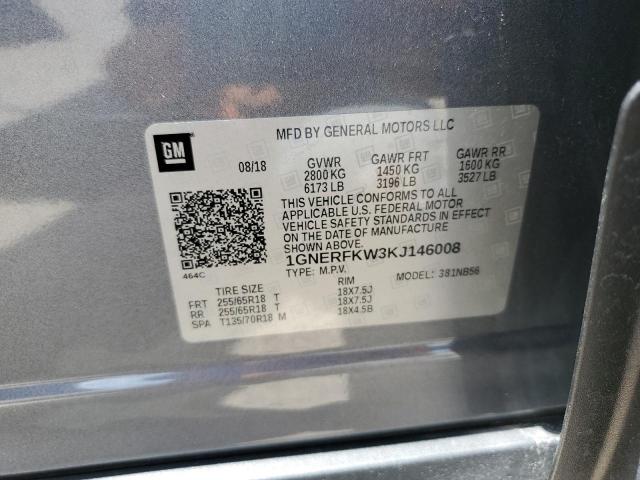 MFD BY GENERAL MOTORS LLC
GM
08/18 GVWR GAWR FRT GAWR RR
2800 KG 1450 KG 1600 KG
6173 LB 3196 LB 3527 LB
THIS VEHICLE CONFORMS TO ALL
APPLICABLE U.S. FEDERAL MOTOR
VEHICLE SAFETY STANDARDS IN EFFECT
ON THE DATE OF MANUFACTURE
SHOWN ABOVE.
464C
1GNERFKW3KJ146008
TYPE: M.P.V. MODEL: 381NB56
TIRE SIZE RIM
FRT 255/65R18 T 18X7.5J
RR 255/65R18 T 18X7.5J
SPA T135/70R18 M 18X4.5B